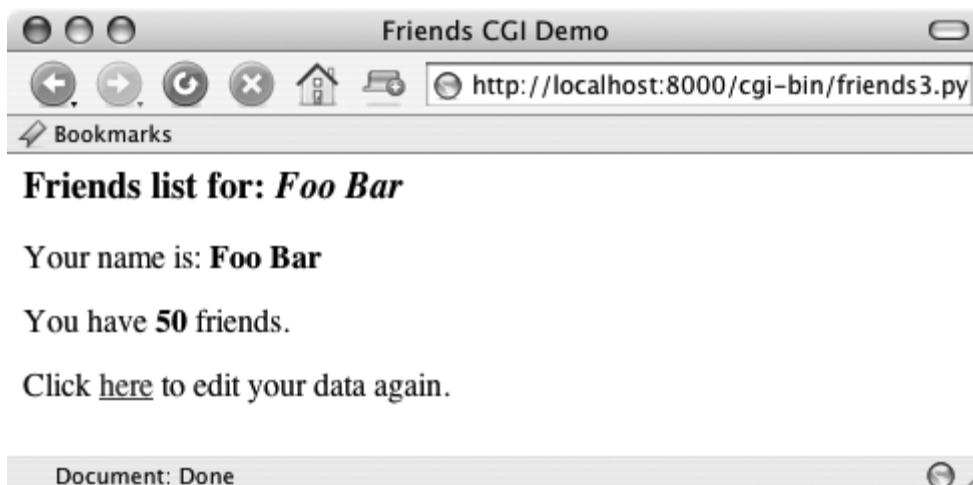 Friends CGI Demo
http://localhost:8000/cgi-bin/friends3.py
Bookmarks
Friends list for: Foo Bar
Your name is: Foo Bar
You have 50 friends.
Click here to edit your data again.
Document: Done